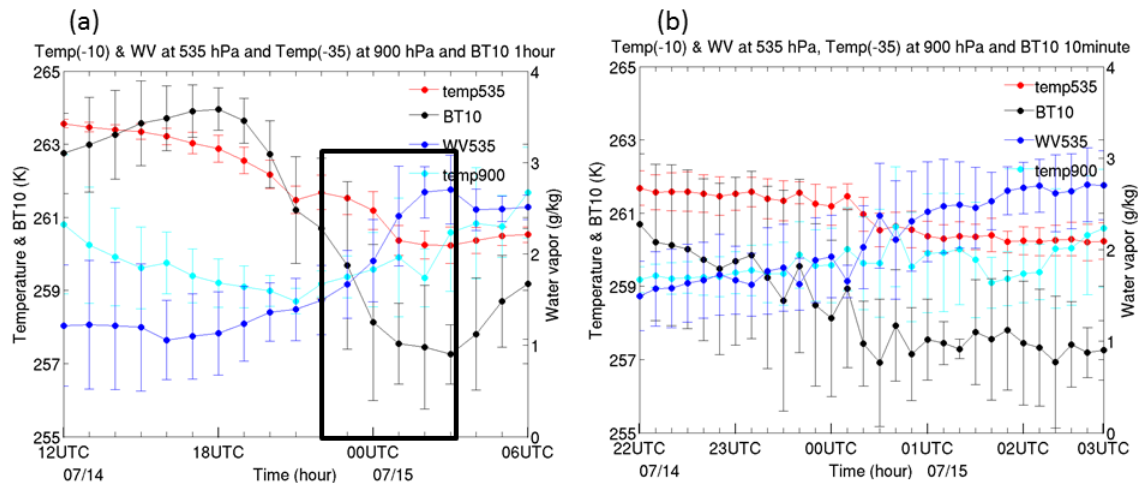 (a)
Temp(-10) & WV at 535 hPa and Temp(-35) at 900 hPa and BT10 1hour
265
263
261
259
257
255
Temperature & BT10 (K)
4
3
2
1
0
Water vapor (g/kg)
temp535
BT10
WV535
temp900
12UTC
18UTC
00UTC
06UTC
07/14
Time (hour)
07/15
(b)
Temp(-10) & WV at 535 hPa, Temp(-35) at 900 hPa and BT10 10minute
265
263
261
259
257
255
Temperature & BT10 (K)
4
3
2
1
0
Water vapor (g/kg)
temp535
BT10
WV535
temp900
22UTC
23UTC
00UTC
01UTC
02UTC
03UTC
07/14
Time (hour)
07/15